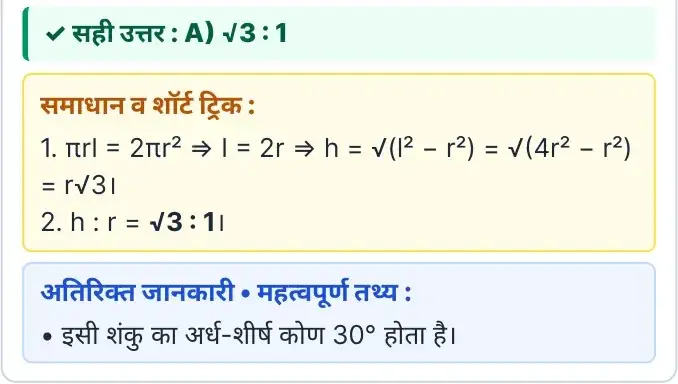 ✓ सही उत्तर : A) √3 : 1
समाधान व शॉर्ट ट्रिक :
1. πrl = 2πr² ⇒ l = 2r ⇒ h = √(l² − r²) = √(4r² − r²)
= r√3।
2. h : r = √3 : 1।
अतिरिक्त जानकारी • महत्वपूर्ण तथ्य :
• इसी शंकु का अर्ध-शीर्ष कोण 30° होता है।